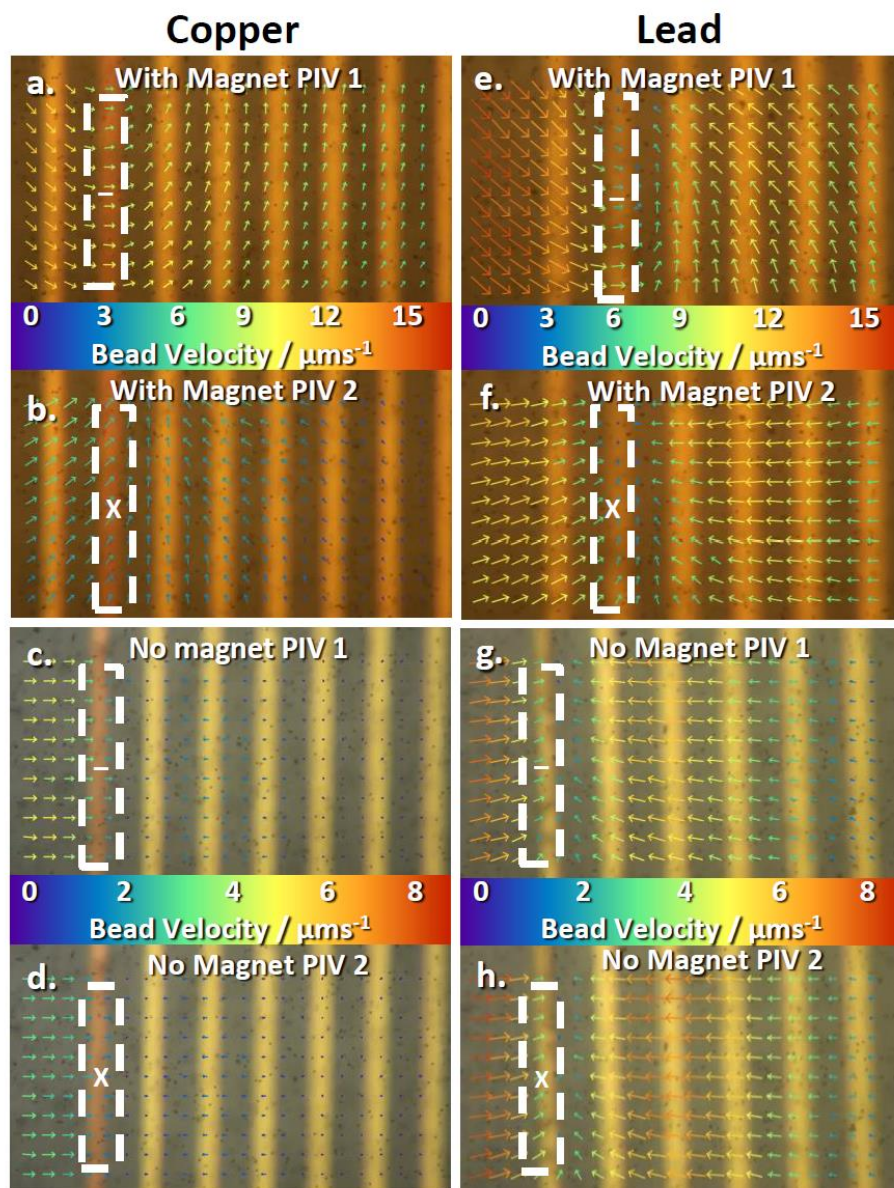 Copper
Lead
a. With Magnet PIV 1
e. With Magnet PIV 1
–
–
0 3 6 9 12 15
0 3 6 9 12 15
Bead Velocity / µms⁻¹
Bead Velocity / µms⁻¹
b. With Magnet PIV 2
f. With Magnet PIV 2
X
X
c. No magnet PIV 1
g. No Magnet PIV 1
–
–
0 2 4 6 8
0 2 4 6 8
Bead Velocity / µms⁻¹
Bead Velocity / µms⁻¹
d. No Magnet PIV 2
h. No Magnet PIV 2
X
X